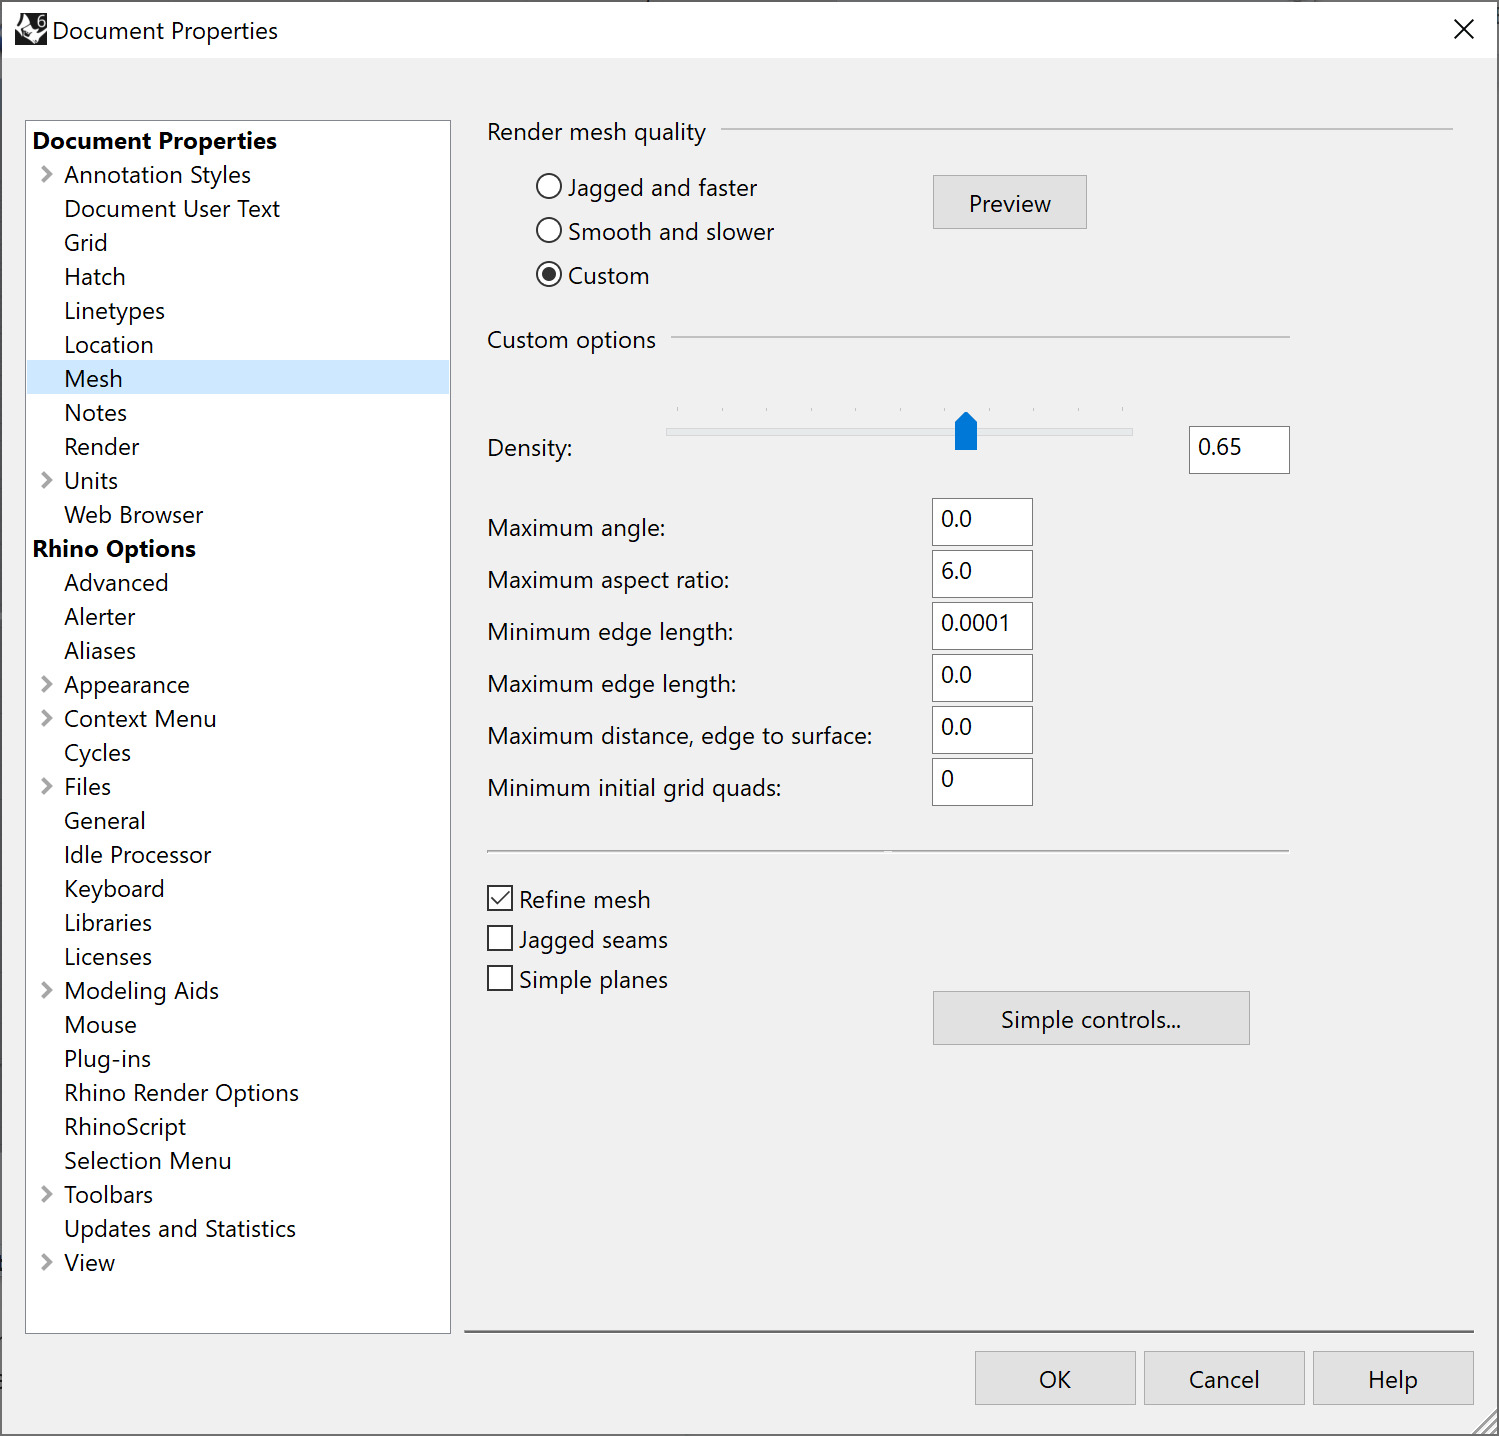 6
Document Properties
Document Properties
Annotation Styles
Document User Text
Grid
Hatch
Linetypes
Location
Mesh
Notes
Render
Units
Web Browser
Rhino Options
Advanced
Alerter
Aliases
Appearance
Context Menu
Cycles
Files
General
Idle Processor
Keyboard
Libraries
Licenses
Modeling Aids
Mouse
Plug-ins
Rhino Render Options
RhinoScript
Selection Menu
Toolbars
Updates and Statistics
View
Render mesh quality
Jagged and faster
Smooth and slower
Custom
Preview
Custom options
Density: 0.65
Maximum angle: 0.0
Maximum aspect ratio: 6.0
Minimum edge length: 0.0001
Maximum edge length: 0.0
Maximum distance, edge to surface: 0.0
Minimum initial grid quads: 0
Refine mesh
Jagged seams
Simple planes
Simple controls...
OK Cancel Help